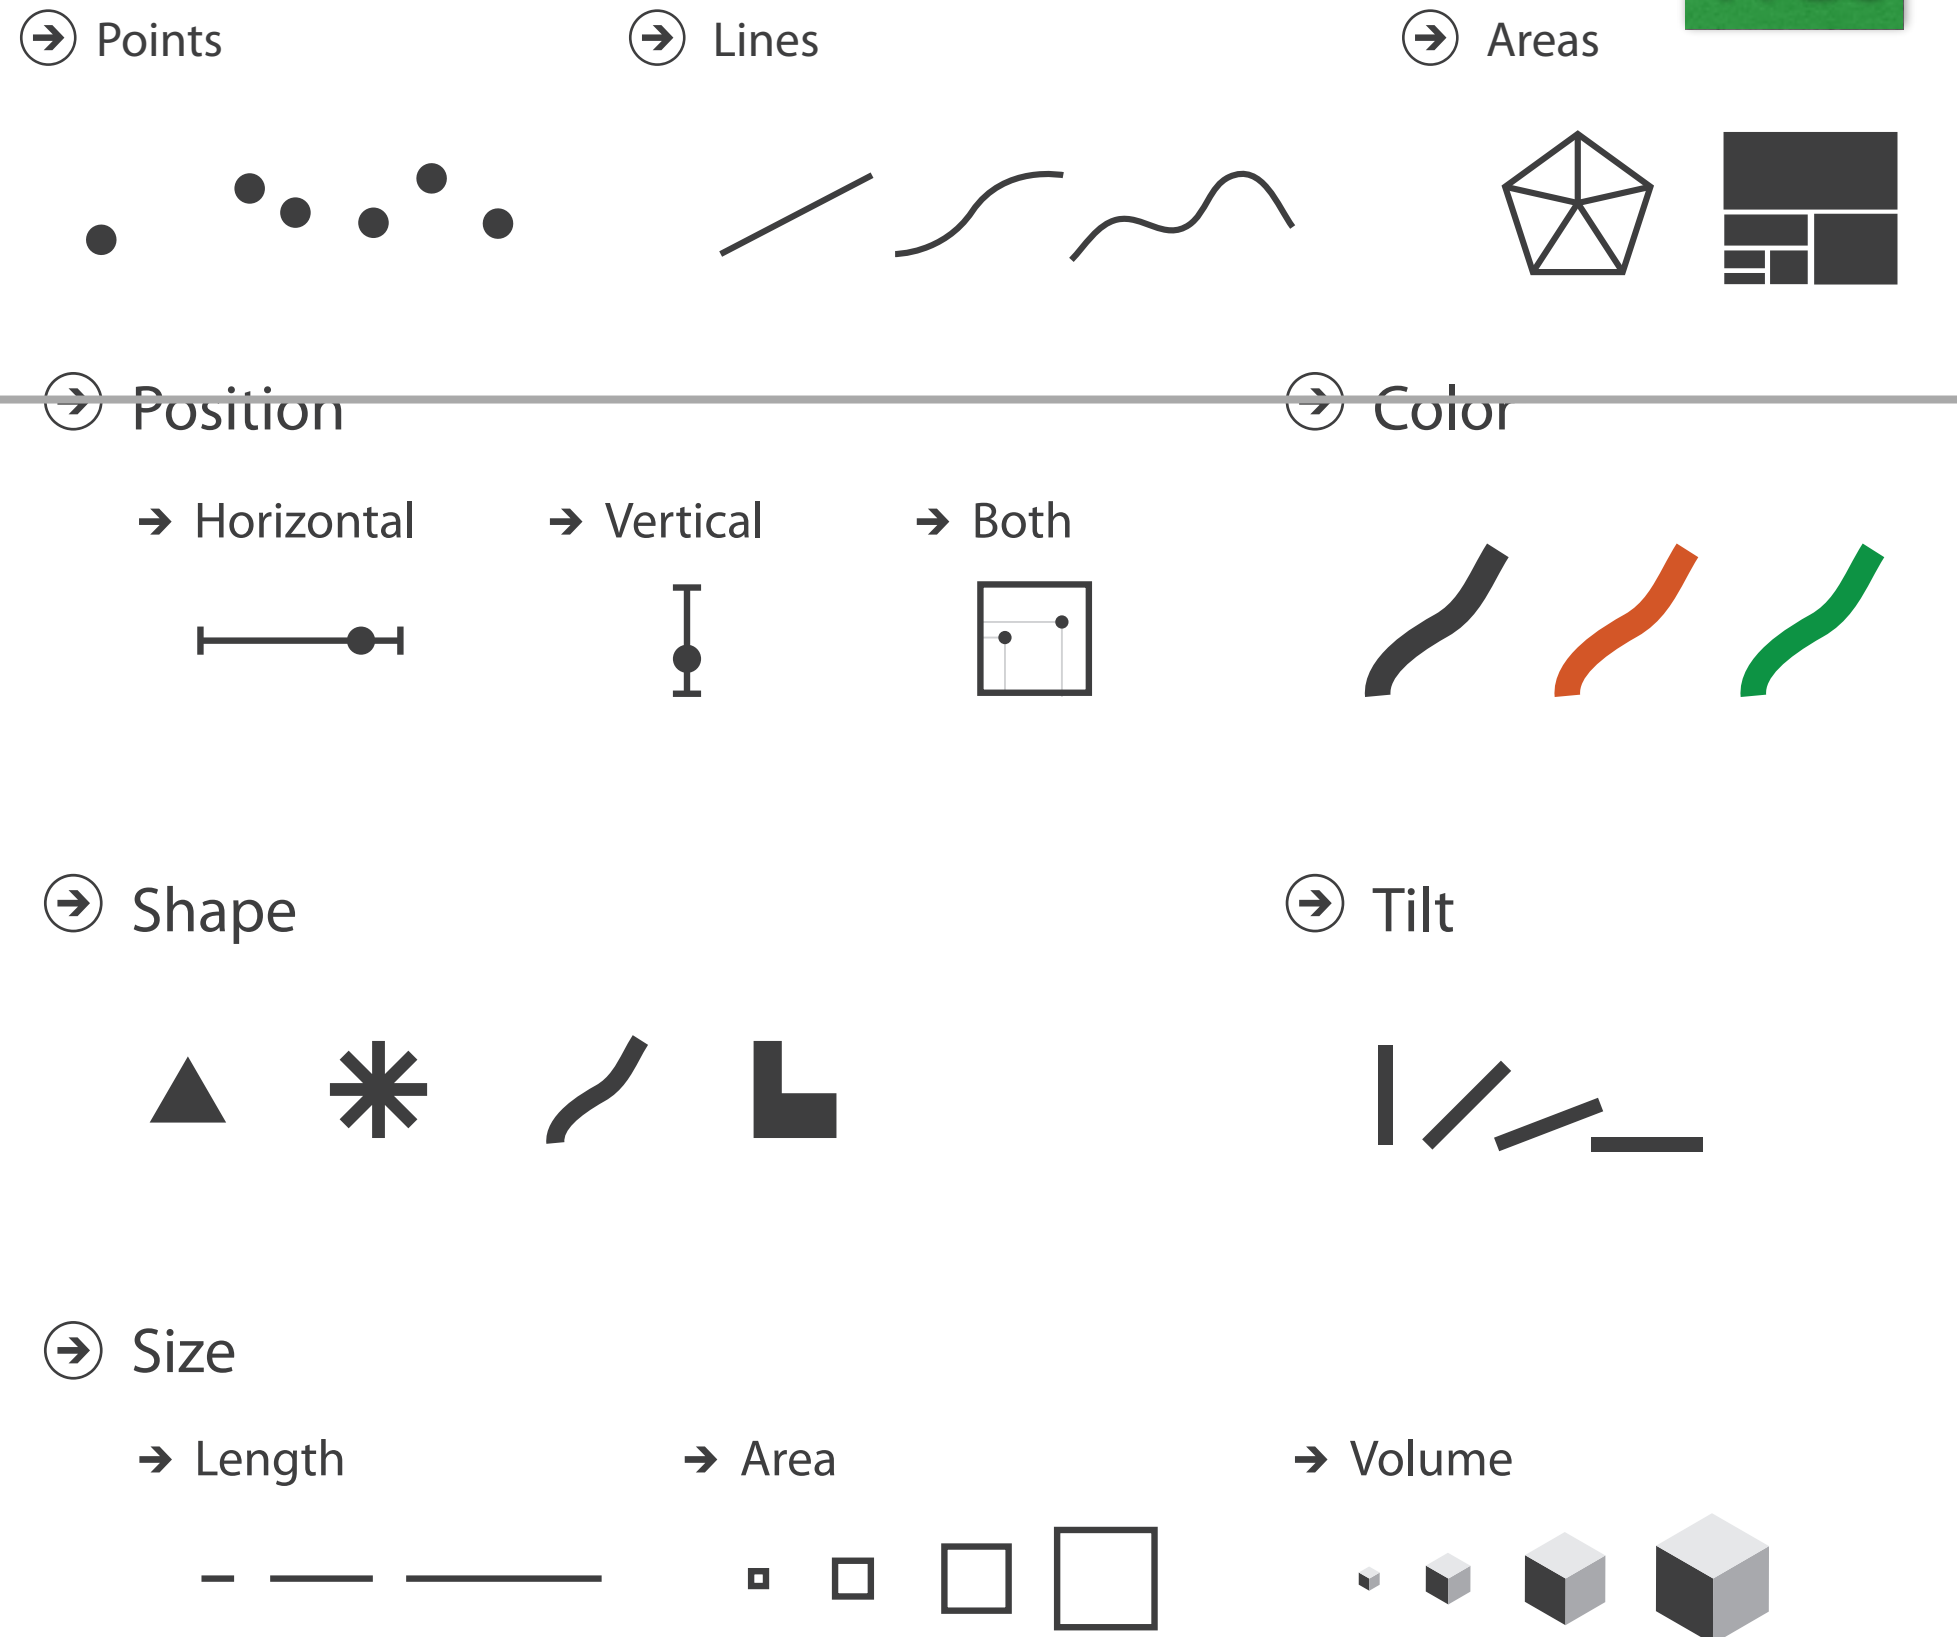 Points
Lines
Areas
Position
Color
Horizontal
Vertical
Both
Shape
Tilt
Size
Length
Area
Volume